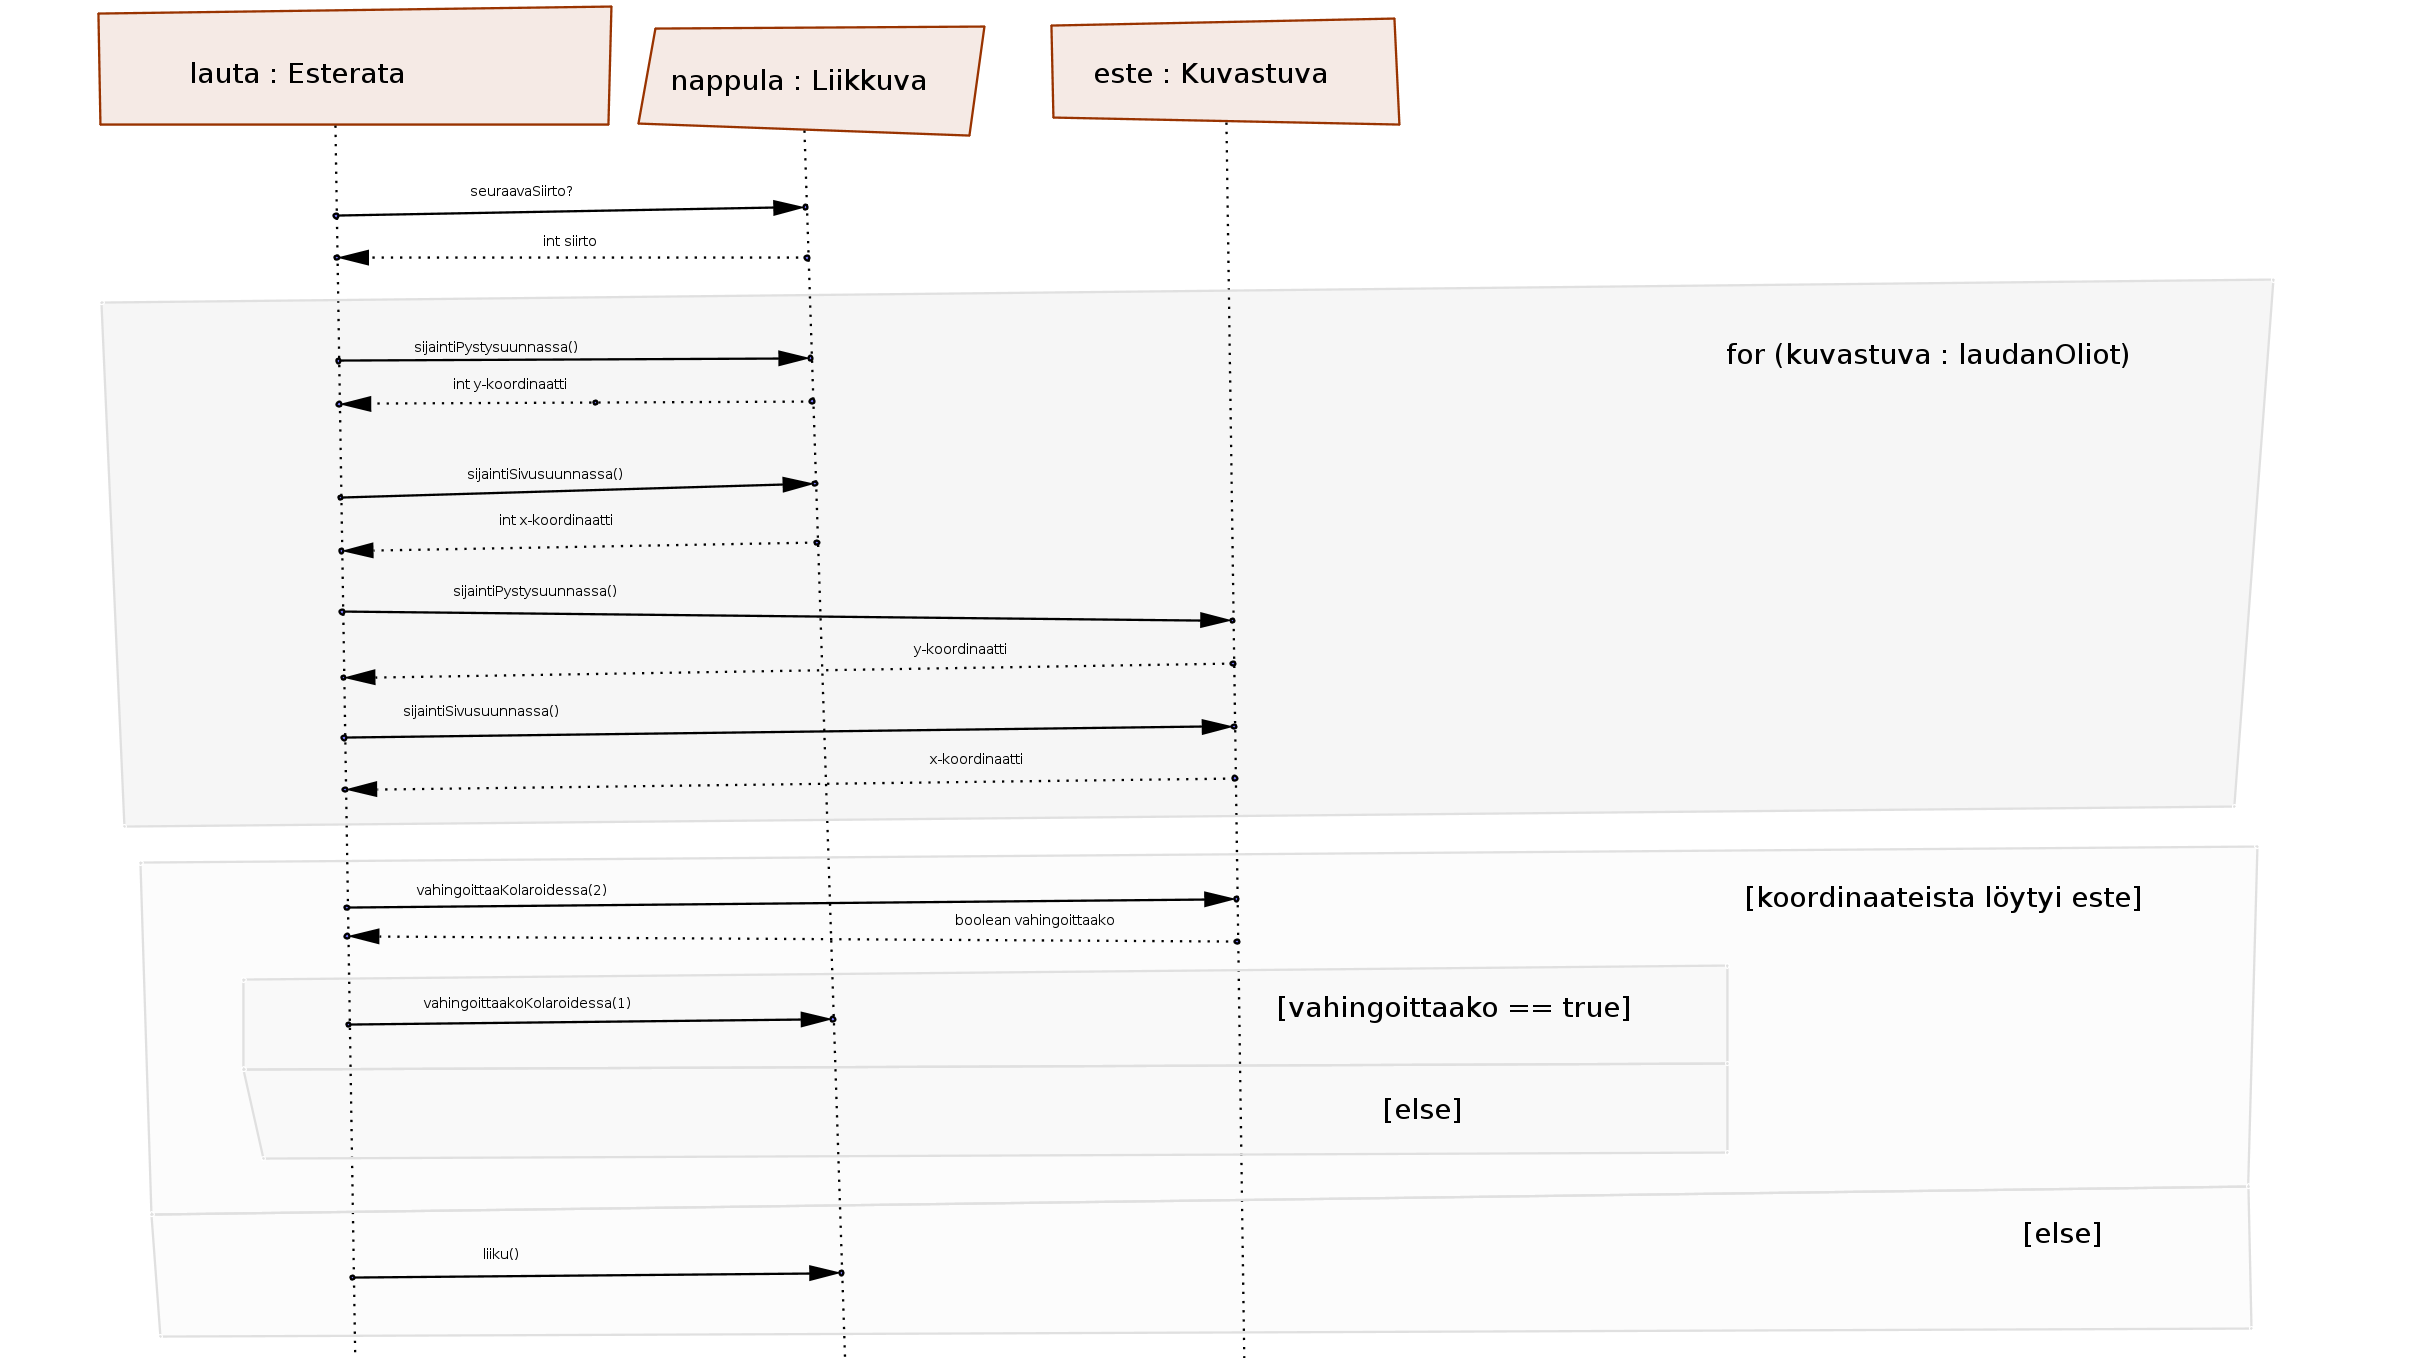 lauta : Esterata
nappula : Liikkuva
este : Kuvastuva
seuraavaSiirto?
int siirto
for (kuvastuva : laudanOliot)
sijaintiPystysuunnassa()
int y-koordinaatti
sijaintiSivusuunnassa()
int x-koordinaatti
sijaintiPystysuunnassa()
y-koordinaatti
sijaintiSivusuunnassa()
x-koordinaatti
[koordinaateista löytyi este]
vahingoittaaKolaroidessa(2)
boolean vahingoittaako
[vahingoittaako == true]
vahingoittaakoKolaroidessa(1)
[else]
[else]
liiku()